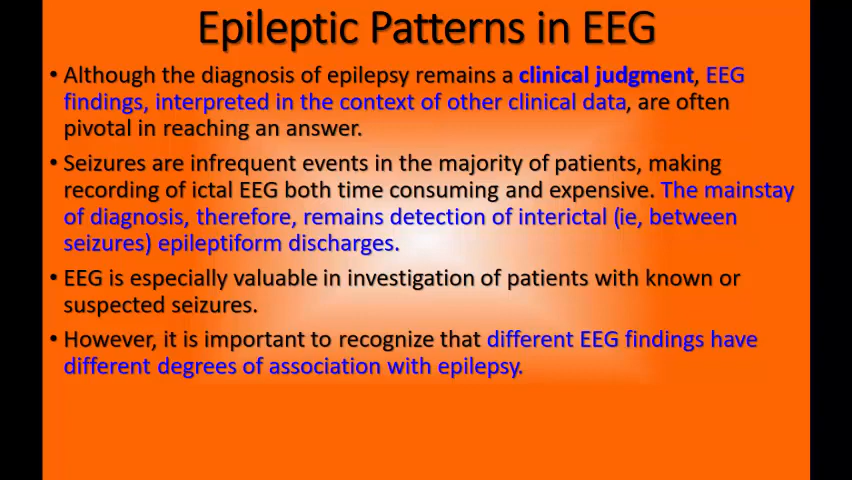 Epileptic Patterns in EEG
• Although the diagnosis of epilepsy remains a clinical judgment, EEG
findings, interpreted in the context of other clinical data, are often
pivotal in reaching an answer.
• Seizures are infrequent events in the majority of patients, making
recording of ictal EEG both time consuming and expensive. The mainstay
of diagnosis, therefore, remains detection of interictal (ie, between
seizures) epileptiform discharges.
• EEG is especially valuable in investigation of patients with known or
suspected seizures.
• However, it is important to recognize that different EEG findings have
different degrees of association with epilepsy.